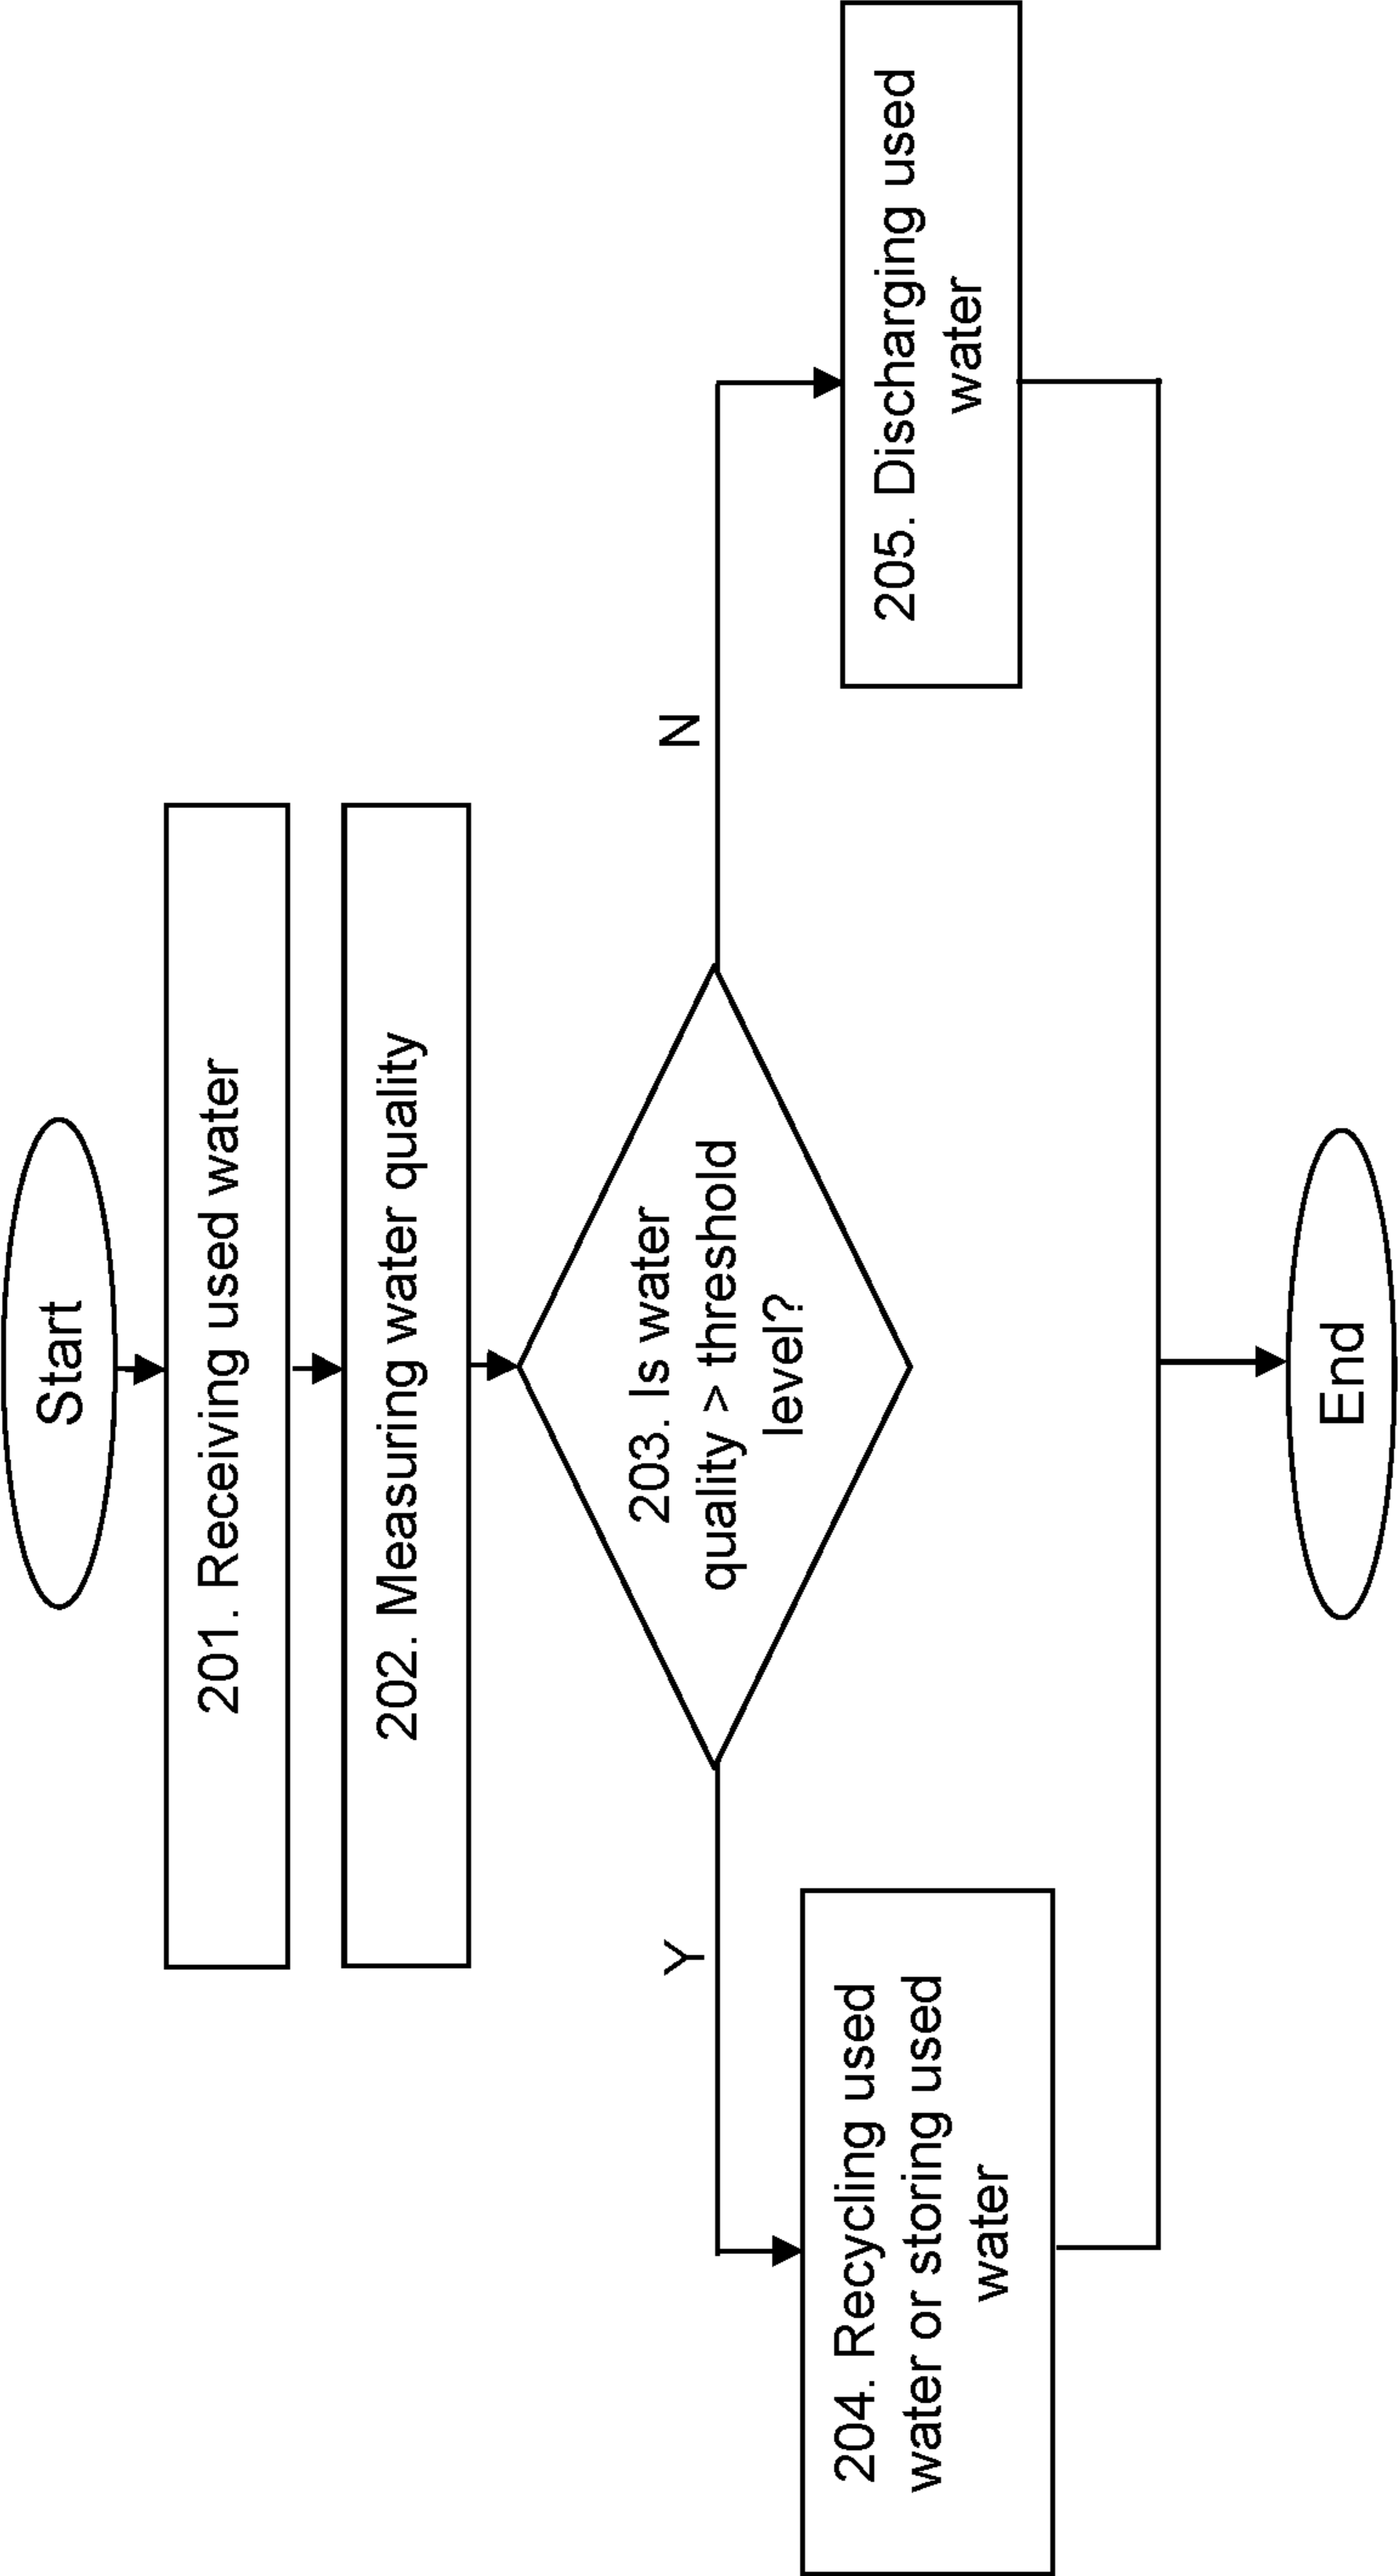 Start
201. Receiving used water
202. Measuring water quality
203. Is water
quality > threshold
level?
Y
N
204. Recycling used
water or storing used
water
205. Discharging used
water
End